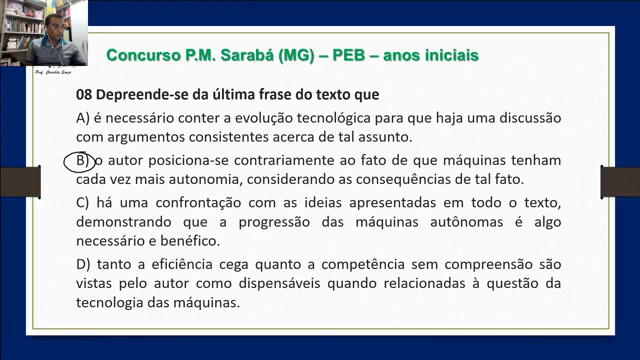 Concurso P.M. Sarabá (MG) – PEB – anos iniciais
08 Depreende-se da última frase do texto que
A) é necessário conter a evolução tecnológica para que haja uma discussão
com argumentos consistentes acerca de tal assunto.
B) o autor posiciona-se contrariamente ao fato de que máquinas tenham
cada vez mais autonomia, considerando as consequências de tal fato.
C) há uma confrontação com as ideias apresentadas em todo o texto,
demonstrando que a progressão das máquinas autônomas é algo
necessário e benéfico.
D) tanto a eficiência cega quanto a competência sem compreensão são
vistas pelo autor como dispensáveis quando relacionadas à questão da
tecnologia das máquinas.